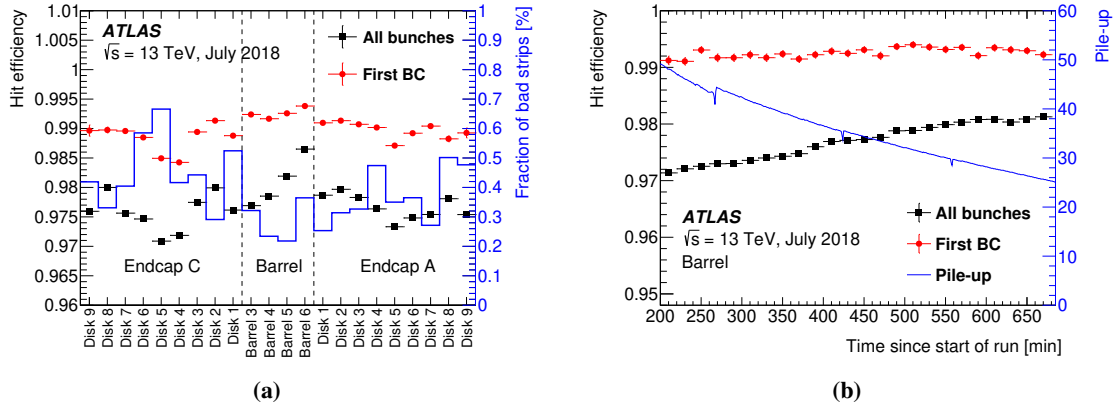 ATLAS
√s = 13 TeV, July 2018
All bunches
First BC
Hit efficiency
1.01
1.005
1
0.995
0.99
0.985
0.98
0.975
0.97
0.965
0.96
Fraction of bad strips [%]
1
0.9
0.8
0.7
0.6
0.5
0.4
0.3
0.2
0.1
0
Endcap C
Barrel
Endcap A
Disk 9
Disk 8
Disk 7
Disk 6
Disk 5
Disk 4
Disk 3
Disk 2
Disk 1
Barrel 3
Barrel 4
Barrel 5
Barrel 6
Disk 1
Disk 2
Disk 3
Disk 4
Disk 5
Disk 6
Disk 7
Disk 8
Disk 9
(a)
Hit efficiency
1
0.99
0.98
0.97
0.96
0.95
Pile-up
60
50
40
30
20
10
0
ATLAS
√s = 13 TeV, July 2018
Barrel
All bunches
First BC
Pile-up
200 250 300 350 400 450 500 550 600 650
Time since start of run [min]
(b)